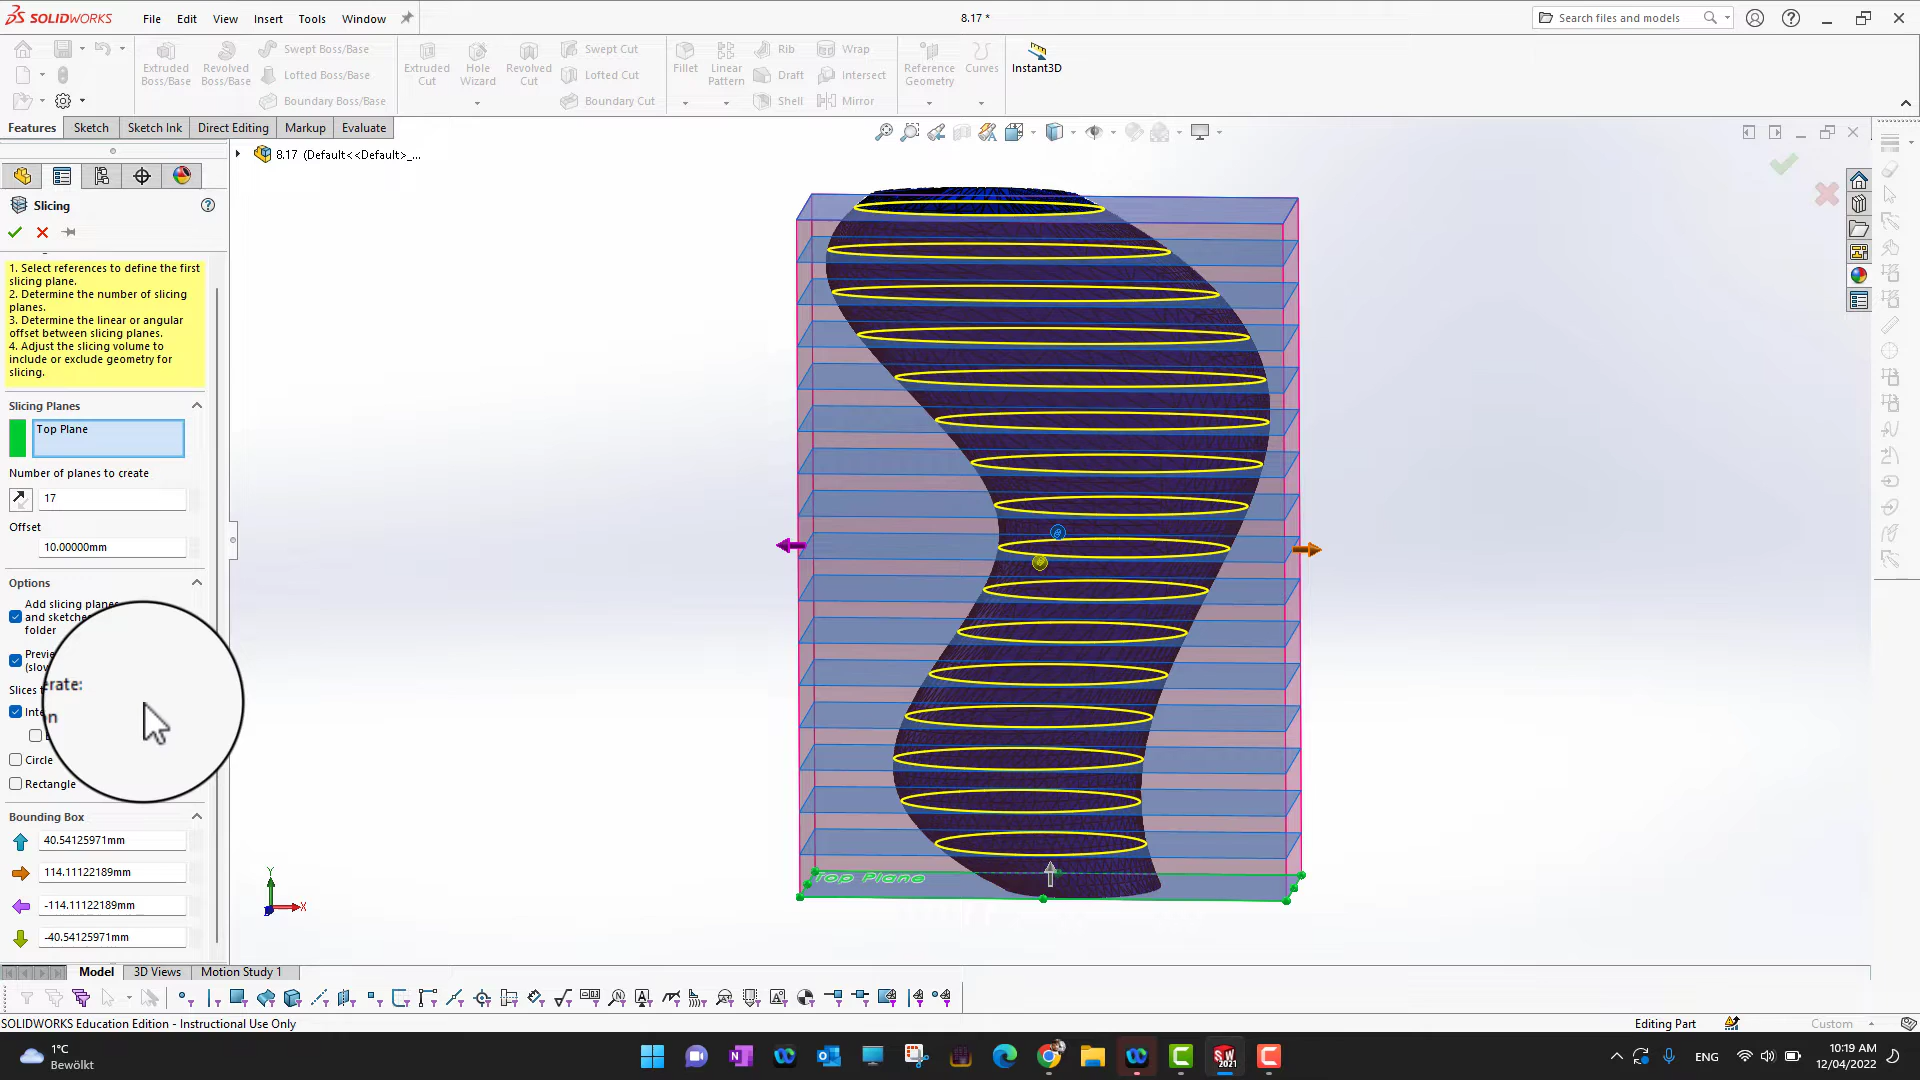 SOLIDWORKS
File
Edit
View
Insert
Tools
Window
8.17 *
Search files and models
Extruded Boss/Base
Revolved Boss/Base
Swept Boss/Base
Lofted Boss/Base
Boundary Boss/Base
Extruded Cut
Hole Wizard
Revolved Cut
Swept Cut
Lofted Cut
Boundary Cut
Fillet
Linear Pattern
Rib
Draft
Shell
Wrap
Intersect
Mirror
Reference Geometry
Curves
Instant3D
Features
Sketch
Sketch Ink
Direct Editing
Markup
Evaluate
8.17 (Default<<Default>_...
Slicing
1. Select references to define the first
slicing plane.
2. Determine the number of slicing
planes.
3. Determine the linear or angular
offset between slicing planes.
4. Adjust the slicing volume to
include or exclude geometry for
slicing.
Slicing Planes
Top Plane
Number of planes to create
17
Offset
10.00000mm
Options
Add slicing plane
and sketche
folder
Previ
(slov
Slices
rate:
Inte
n
Circle
Rectangle
Bounding Box
40.54125971mm
114.11122189mm
-114.11122189mm
-40.54125971mm
Top Plane
Y
X
Z
Model
3D Views
Motion Study 1
SOLIDWORKS Education Edition - Instructional Use Only
Editing Part
Custom
1°C
Bewölkt
SW
2021
ENG
10:19 AM
12/04/2022